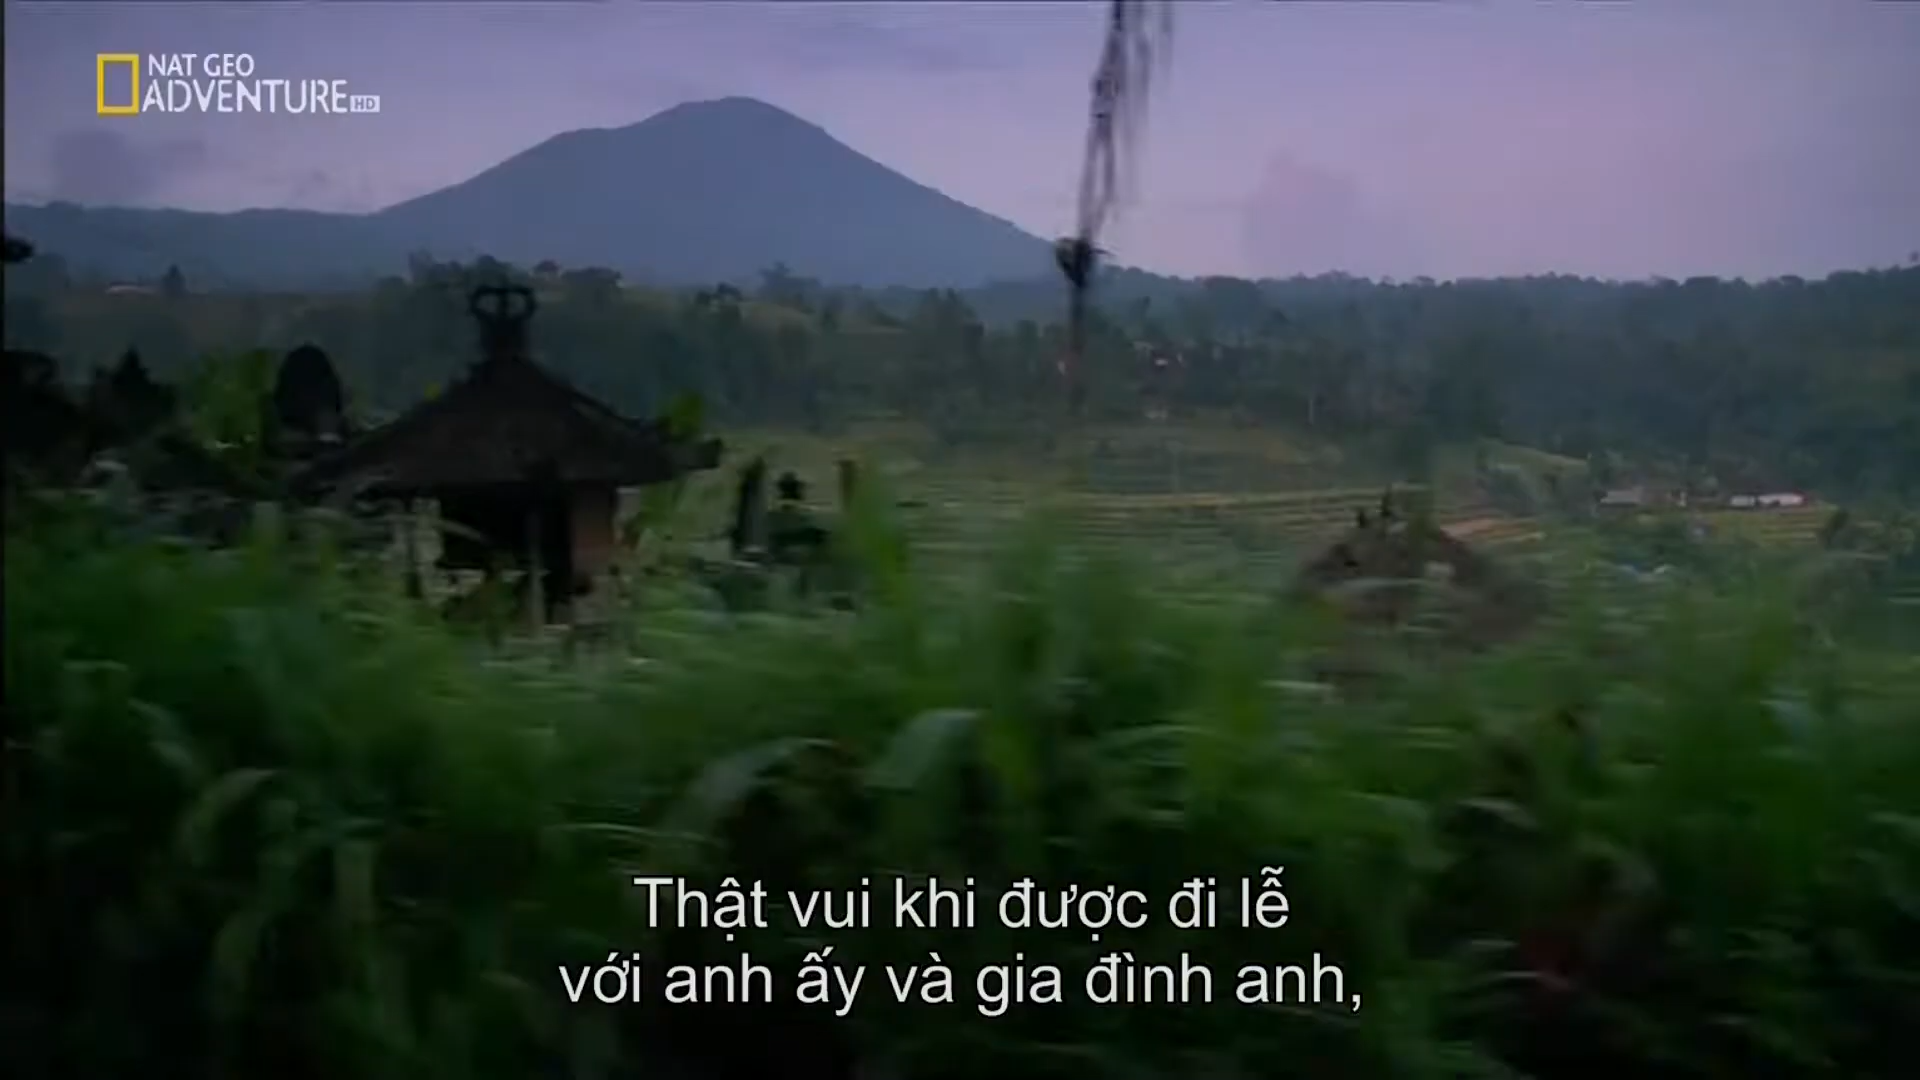 NAT GEO
ADVENTURE HD
Thật vui khi được đi lễ
với anh ấy và gia đình anh,